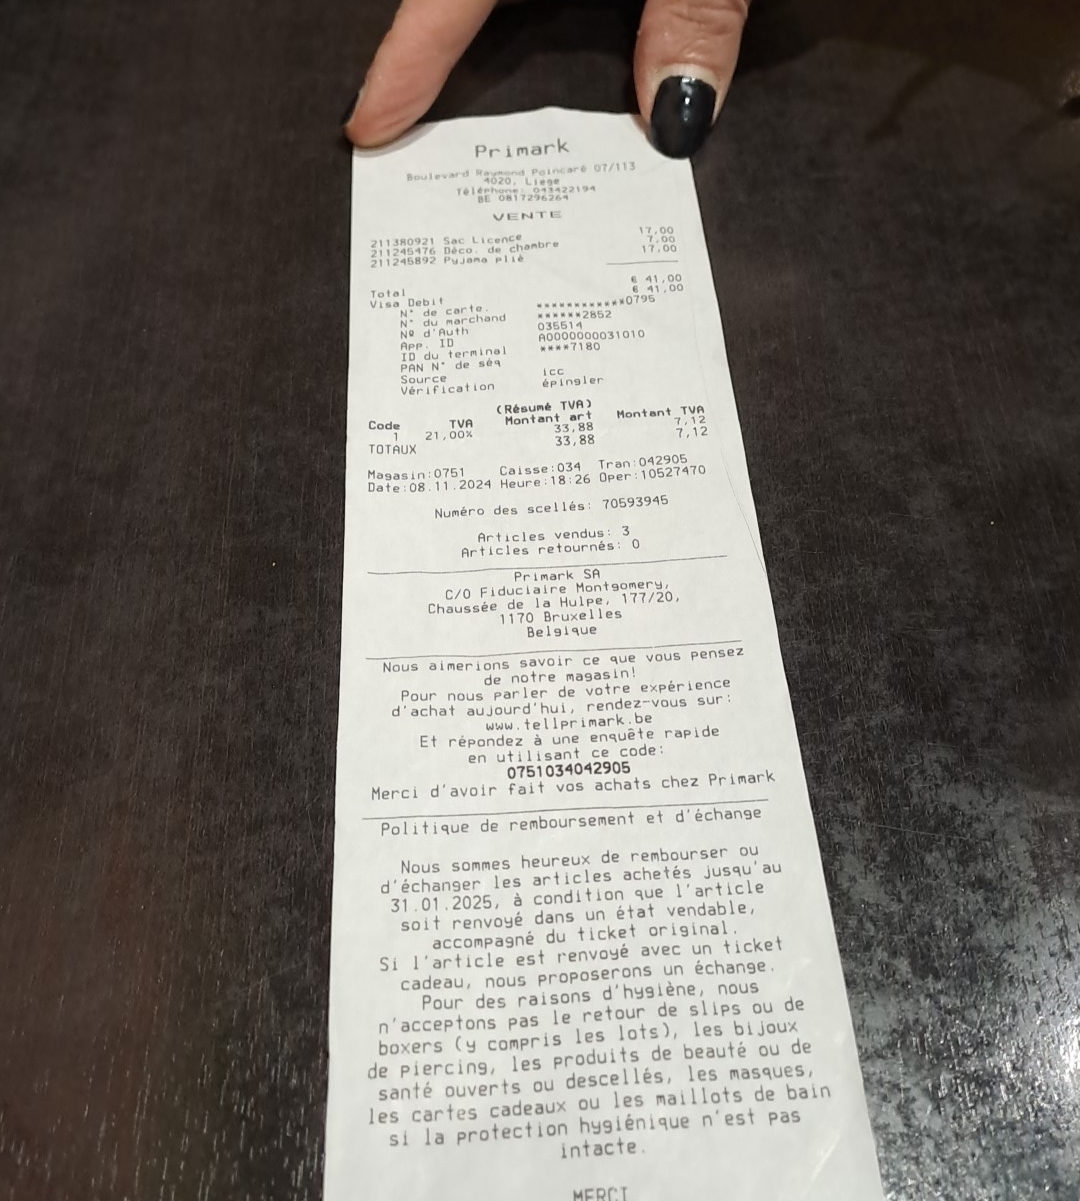 Primark
Boulevard Raymond Poincaré 07/113
4020, Liege
Téléphone: 043422194
BE 0817296264
VENTE
211380921 Sac Licence 17,00
211245476 Déco. de chambre 7,00
211245892 Pyjama plié 17,00
Total € 41,00
Visa Debit € 41,00
N° de carte. ************0795
N° du marchand ******2852
Nº d'Auth 035514
App. ID A0000000031010
ID du terminal ****7180
PAN N° de séq
Source icc
Vérification épingler
(Résumé TVA)
Code TVA Montant art Montant TVA
1 21,00% 33,88 7,12
TOTAUX 33,88 7,12
Magasin:0751 Caisse:034 Tran:042905
Date:08.11.2024 Heure:18:26 Oper:10527470
Numéro des scellés: 70593945
Articles vendus: 3
Articles retournés: 0
Primark SA
C/O Fiduciaire Montgomery,
Chaussée de la Hulpe, 177/20,
1170 Bruxelles
Belgique
Nous aimerions savoir ce que vous pensez
de notre magasin!
Pour nous parler de votre expérience
d'achat aujourd'hui, rendez-vous sur:
www.tellprimark.be
Et répondez à une enquête rapide
en utilisant ce code:
0751034042905
Merci d'avoir fait vos achats chez Primark
Politique de remboursement et d'échange
Nous sommes heureux de rembourser ou
d'échanger les articles achetés jusqu'au
31.01.2025, à condition que l'article
soit renvoyé dans un état vendable,
accompagné du ticket original.
Si l'article est renvoyé avec un ticket
cadeau, nous proposerons un échange.
Pour des raisons d'hygiène, nous
n'acceptons pas le retour de slips ou de
boxers (y compris les lots), les bijoux
de piercing, les produits de beauté ou de
santé ouverts ou descellés, les masques,
les cartes cadeaux ou les maillots de bain
si la protection hygiénique n'est pas
intacte.
MERCI